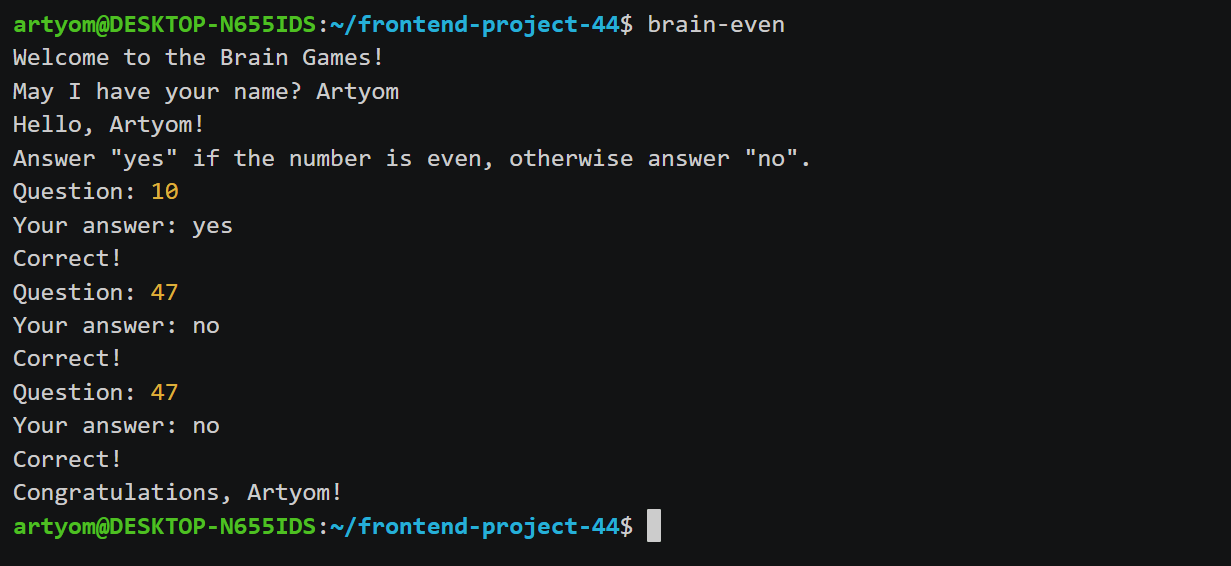 artyom@DESKTOP-N655IDS:~/frontend-project-44$ brain-even
Welcome to the Brain Games!
May I have your name? Artyom
Hello, Artyom!
Answer "yes" if the number is even, otherwise answer "no".
Question: 10
Your answer: yes
Correct!
Question: 47
Your answer: no
Correct!
Question: 47
Your answer: no
Correct!
Congratulations, Artyom!
artyom@DESKTOP-N655IDS:~/frontend-project-44$